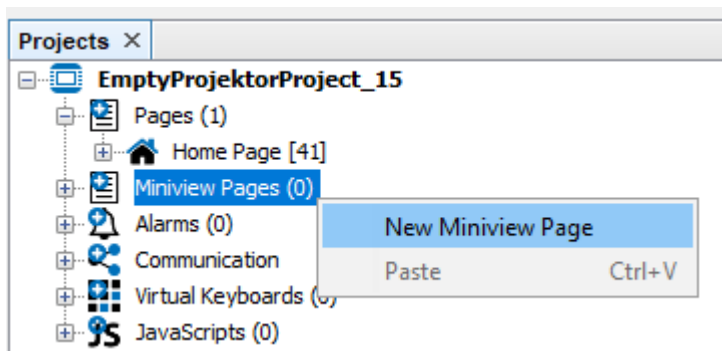 Projects ×
EmptyProjektorProject_15
Pages (1)
Home Page [41]
Miniview Pages (0)
New Miniview Page
Alarms (0)
Communication
Paste Ctrl+V
Virtual Keyboards (0)
JavaScripts (0)